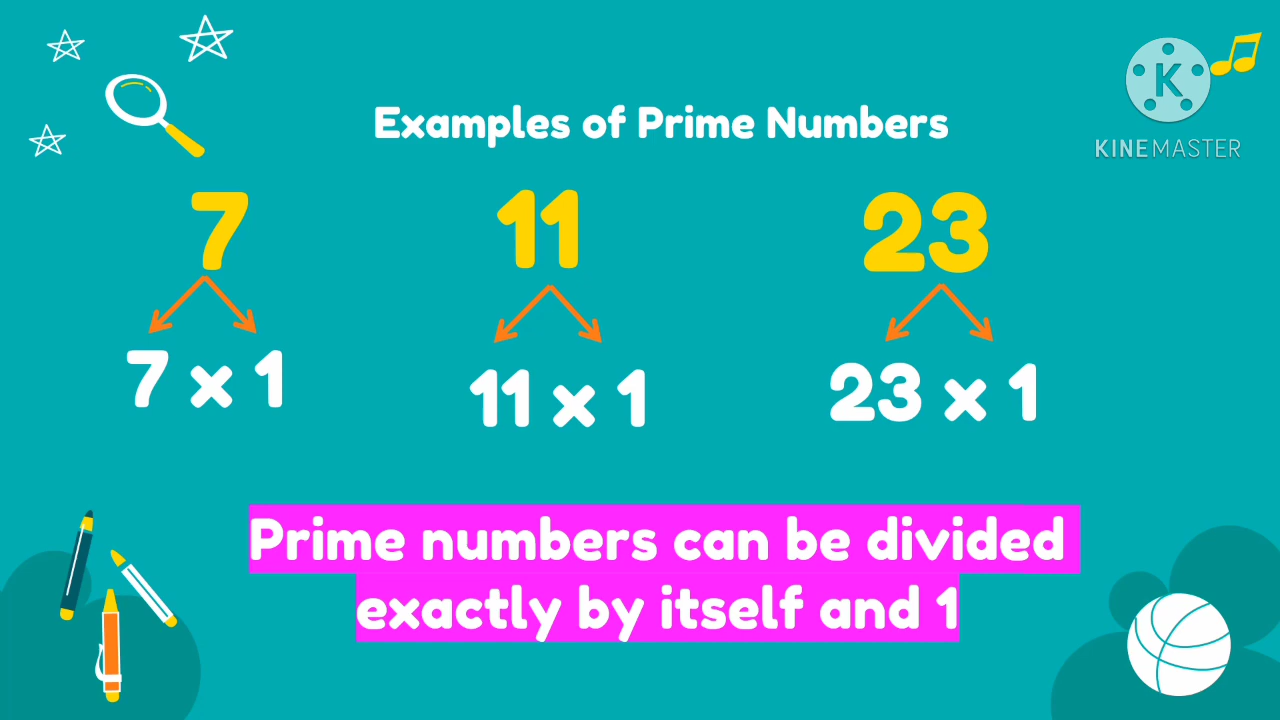 Examples of Prime Numbers
K
KINEMASTER
7 11 23
7 x 1 11 x 1 23 x 1
Prime numbers can be divided
exactly by itself and 1